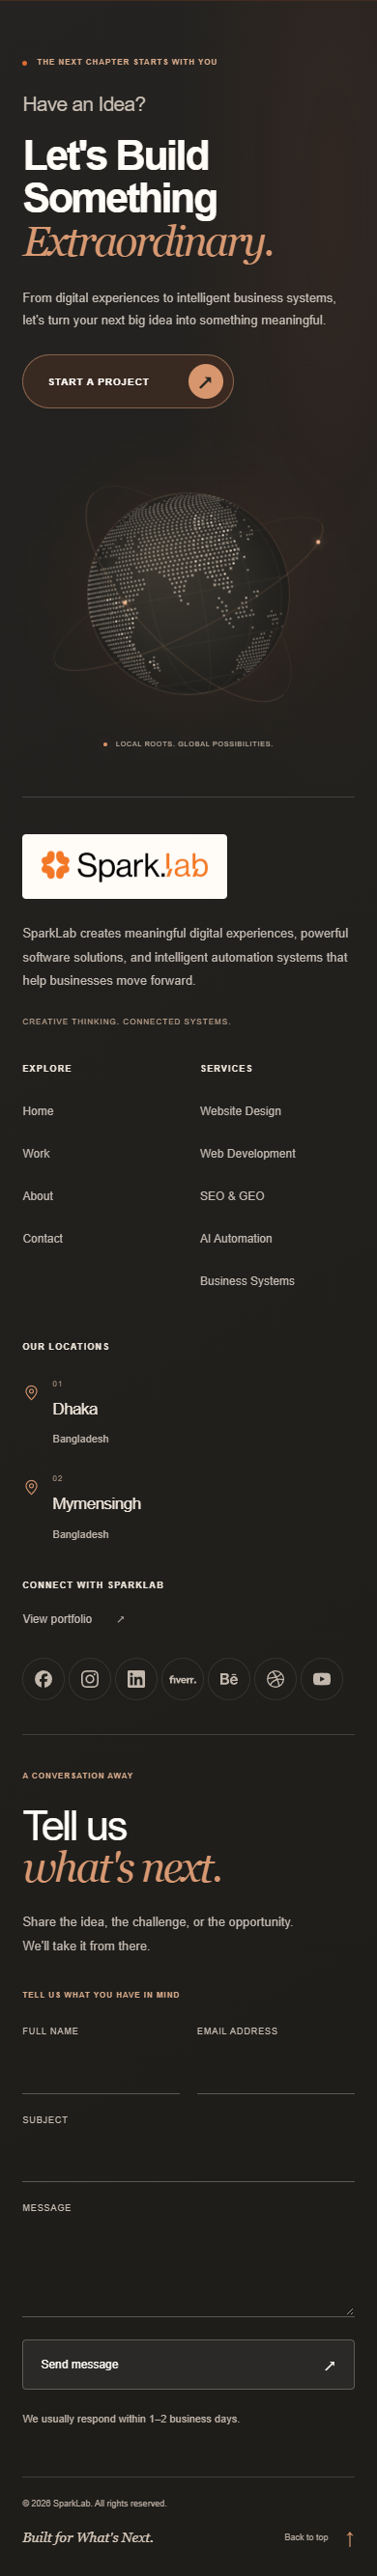 THE NEXT CHAPTER STARTS WITH YOU
Have an Idea?
Let's Build
Something
Extraordinary.
From digital experiences to intelligent business systems,
let's turn your next big idea into something meaningful.
START A PROJECT ↗
LOCAL ROOTS. GLOBAL POSSIBILITIES.
Spark.lab
SparkLab creates meaningful digital experiences, powerful
software solutions, and intelligent automation systems that
help businesses move forward.
CREATIVE THINKING. CONNECTED SYSTEMS.
EXPLORE
Home
Work
About
Contact
SERVICES
Website Design
Web Development
SEO & GEO
AI Automation
Business Systems
OUR LOCATIONS
01
Dhaka
Bangladesh
02
Mymensingh
Bangladesh
CONNECT WITH SPARKLAB
View portfolio ↗
fiverr. Bē
A CONVERSATION AWAY
Tell us
what's next.
Share the idea, the challenge, or the opportunity.
We'll take it from there.
TELL US WHAT YOU HAVE IN MIND
FULL NAME EMAIL ADDRESS
SUBJECT
MESSAGE
Send message ↗
We usually respond within 1–2 business days.
© 2026 SparkLab. All rights reserved.
Built for What's Next. Back to top ↑